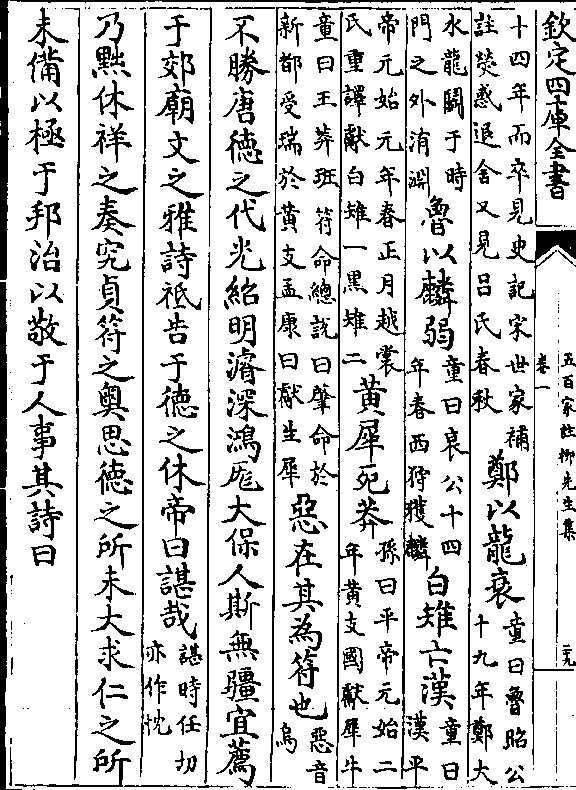 欽定四庫全書
五百家註柳先生集
卷一
二九
十四年而卒見史記宋世家補
註熒惑退舍又見吕氏春秋
鄭以龍衰
童曰魯昭公
十九年鄭大
水龍鬭于時
門之外洧淵
魯以麟弱
童曰哀公十四
年春西狩獲麟
白雉亡漢
童曰
漢平
帝元始元年春正月越裳
氏重譯獻白雉一黒雉二
黄犀死莽
孫曰平帝元始二
年黄支國獻犀牛
童曰王莽班符命總說曰肇命於
新都受瑞於黄支孟康曰獻生犀
惡在其為符也
惡音
烏
不勝唐德之代光紹明濬深鴻厖大保人斯無疆宜薦
于郊廟文之雅詩祗告于德之休帝曰諶哉
諶時任切
亦作忱
乃黜休祥之奏究貞符之奥思德之所未大求仁之所
未備以極于邦治以敬于人事其詩曰